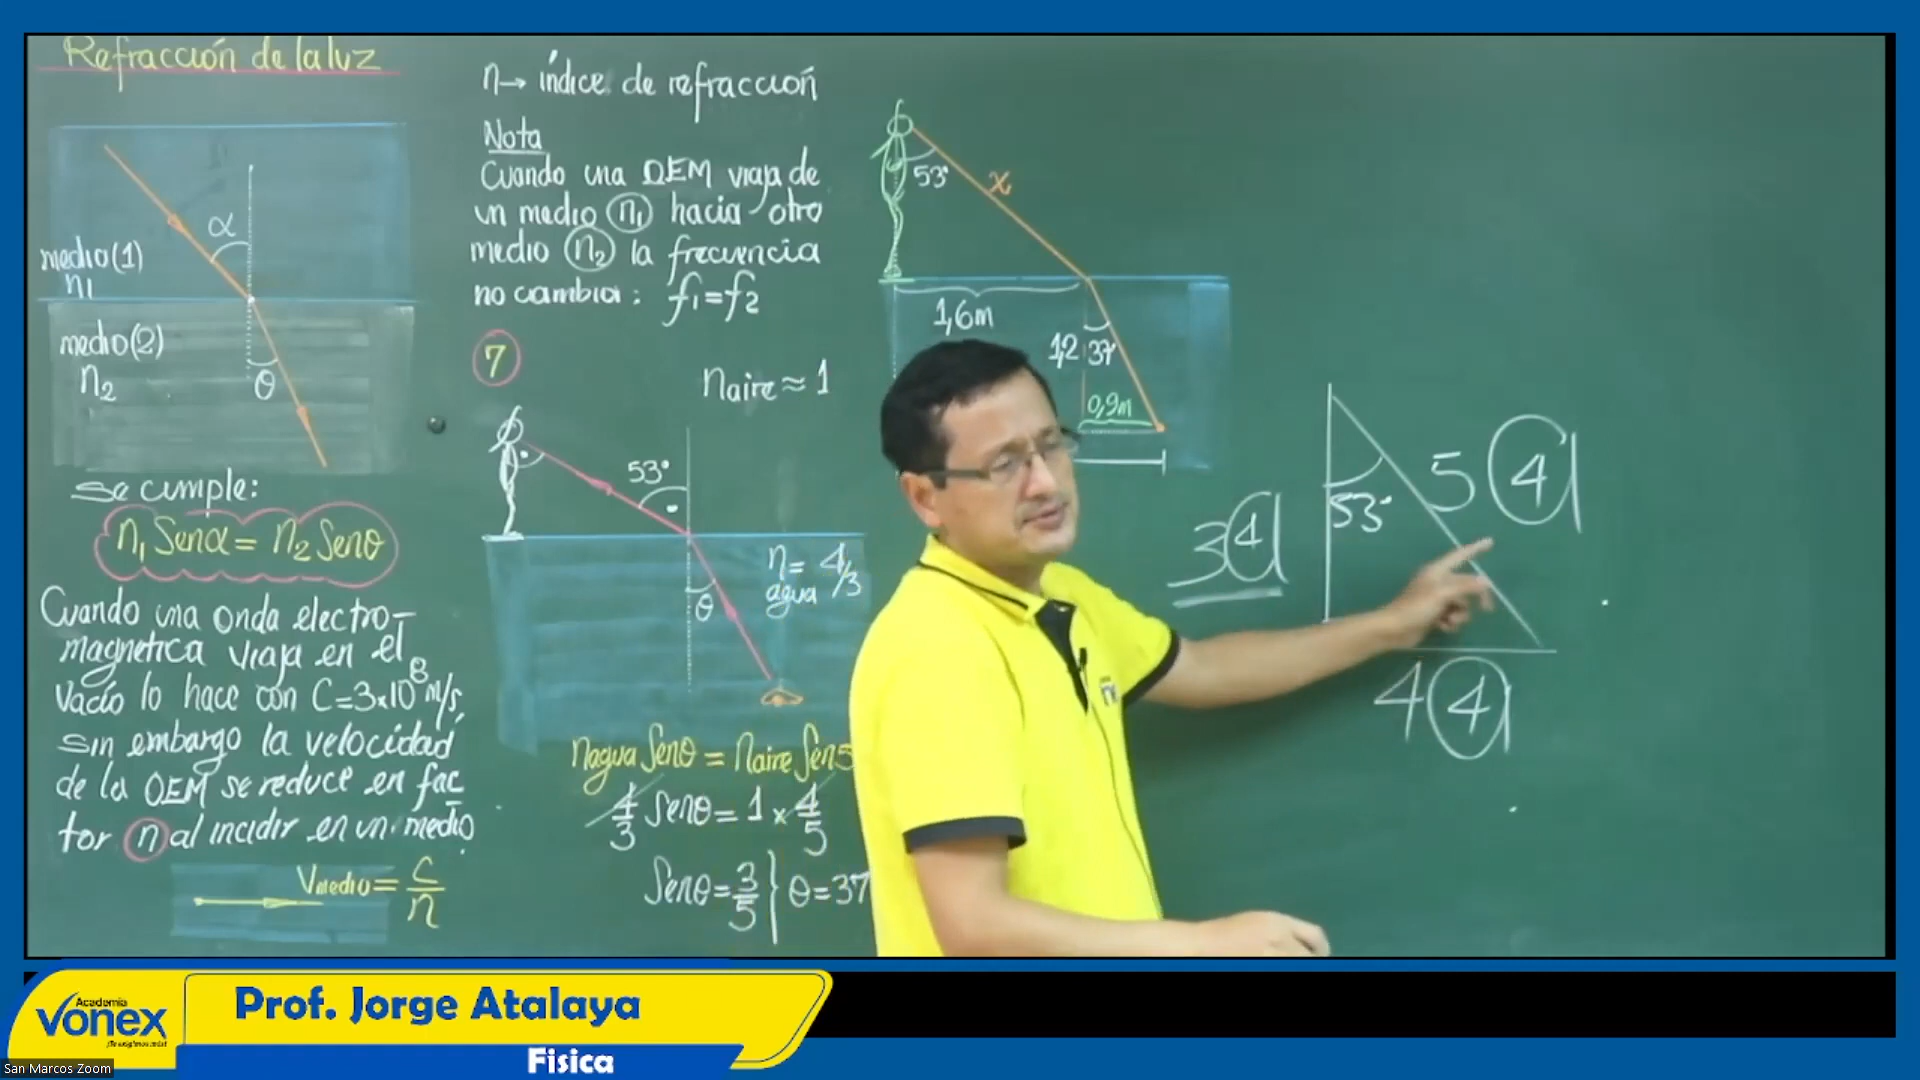 Refracción de la luz
α
medio(1)
n1
medio(2)
n2
θ
se cumple:
n1 Senα = n2 Senθ
Cuando una onda electro-
magnetica viaja en el
vacío lo hace con C=3x10⁸m/s,
sin embargo la velocidad
de la OEM se reduce en fac-
tor n al incidir en un medio.
Vmedio = C/n
n→ índice de refracción
Nota
Cuando una OEM viaja de
un medio n1 hacia otro
medio n2 la frecuencia
no cambia: f1=f2
7
naire ≈ 1
53°
θ
n agua = 4/3
nagua Senθ = naire Sen5
4/3 Senθ = 1 x 4/5
Senθ = 3/5 } θ = 37
53°
x
1,6m
1,2
37
0,9m
53°
5(4)
3(4)
4(4)
Academia
vonex
Prof. Jorge Atalaya
Fisica
San Marcos Zoom